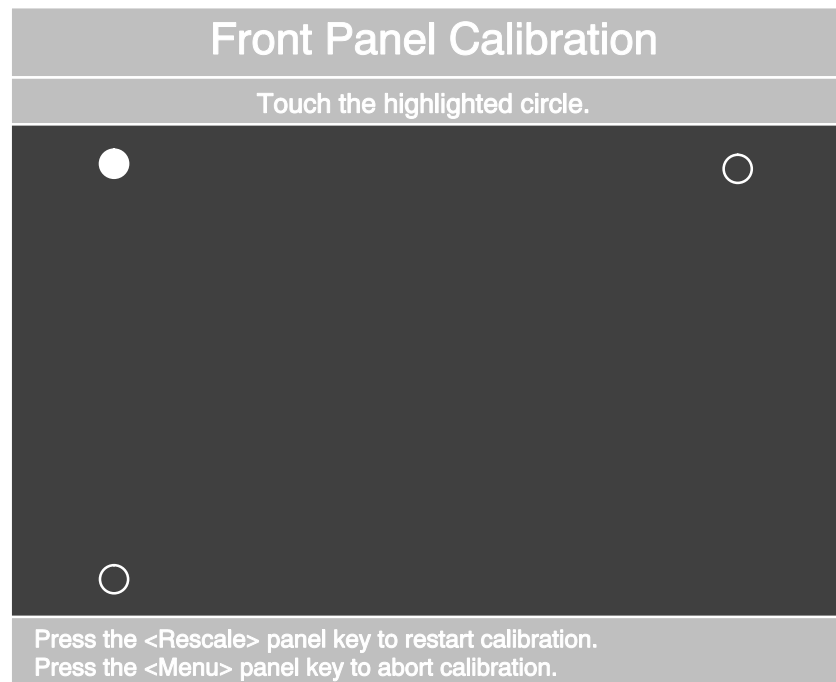 Front Panel Calibration
Touch the highlighted circle.
Press the <Rescale> panel key to restart calibration.
Press the <Menu> panel key to abort calibration.